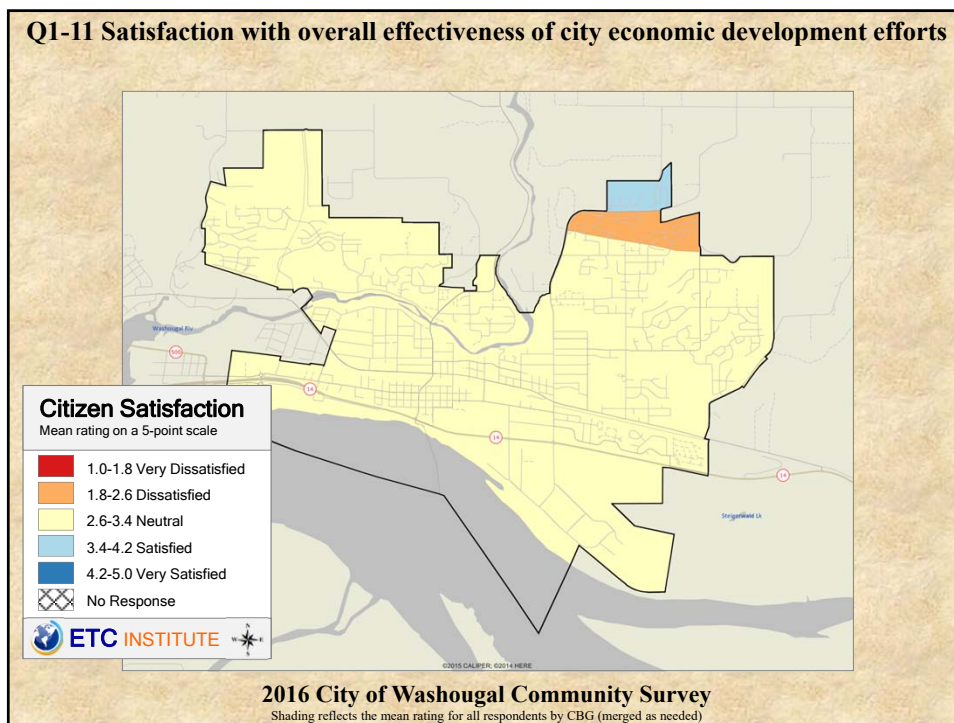 Q1-11 Satisfaction with overall effectiveness of city economic development efforts
Washougal Riv
500
14
14
14
Steigerwald Lk
Citizen Satisfaction
Mean rating on a 5-point scale
1.0-1.8 Very Dissatisfied
1.8-2.6 Dissatisfied
2.6-3.4 Neutral
3.4-4.2 Satisfied
4.2-5.0 Very Satisfied
No Response
ETC INSTITUTE
N
W E
S
©2015 CALIPER; ©2014 HERE
2016 City of Washougal Community Survey
Shading reflects the mean rating for all respondents by CBG (merged as needed)